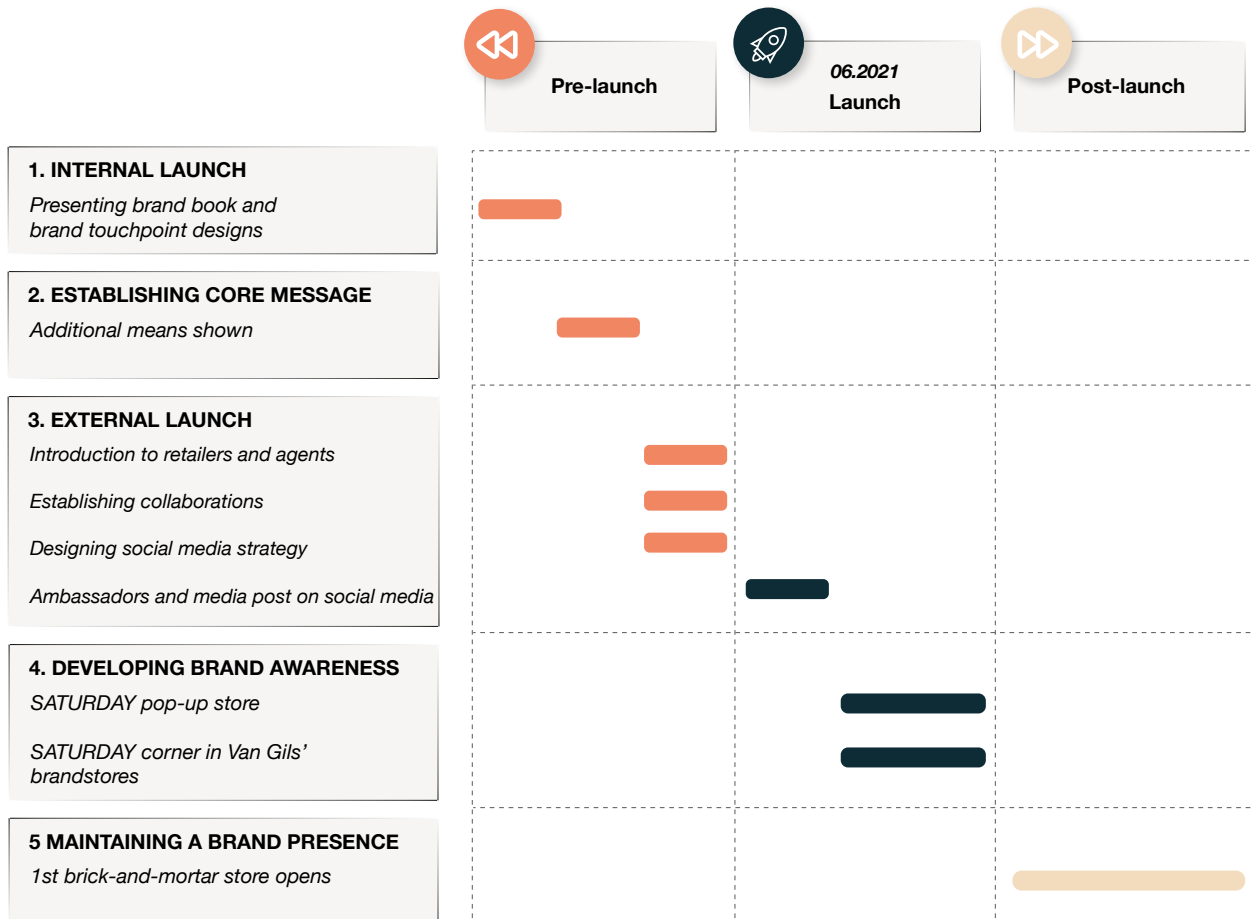 Pre-launch
06.2021
Launch
Post-launch
1. INTERNAL LAUNCH
Presenting brand book and
brand touchpoint designs
2. ESTABLISHING CORE MESSAGE
Additional means shown
3. EXTERNAL LAUNCH
Introduction to retailers and agents
Establishing collaborations
Designing social media strategy
Ambassadors and media post on social media
4. DEVELOPING BRAND AWARENESS
SATURDAY pop-up store
SATURDAY corner in Van Gils’
brandstores
5 MAINTAINING A BRAND PRESENCE
1st brick-and-mortar store opens